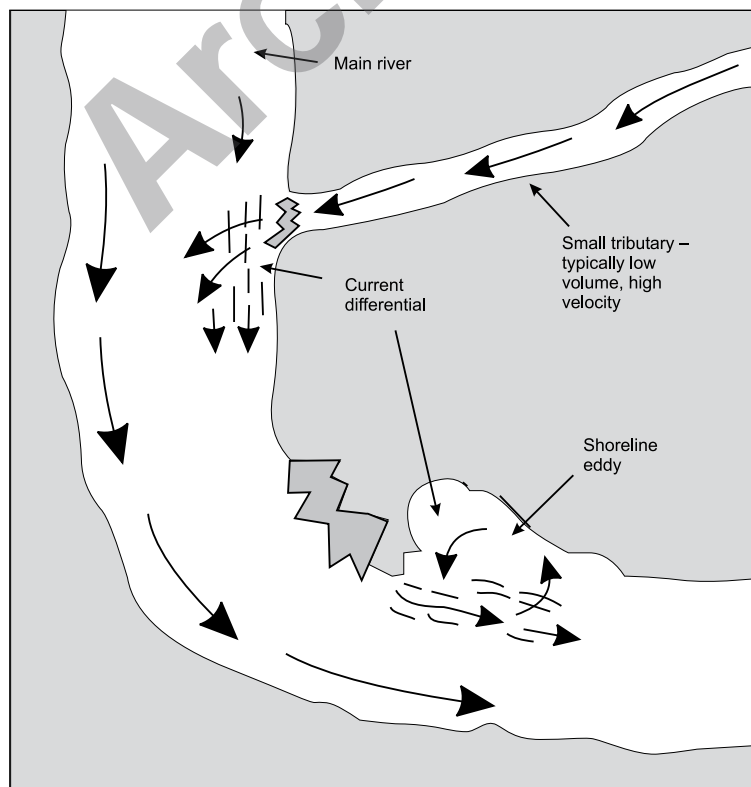 Main river
Small tributary –
typically low
volume, high
velocity
Current
differential
Shoreline
eddy